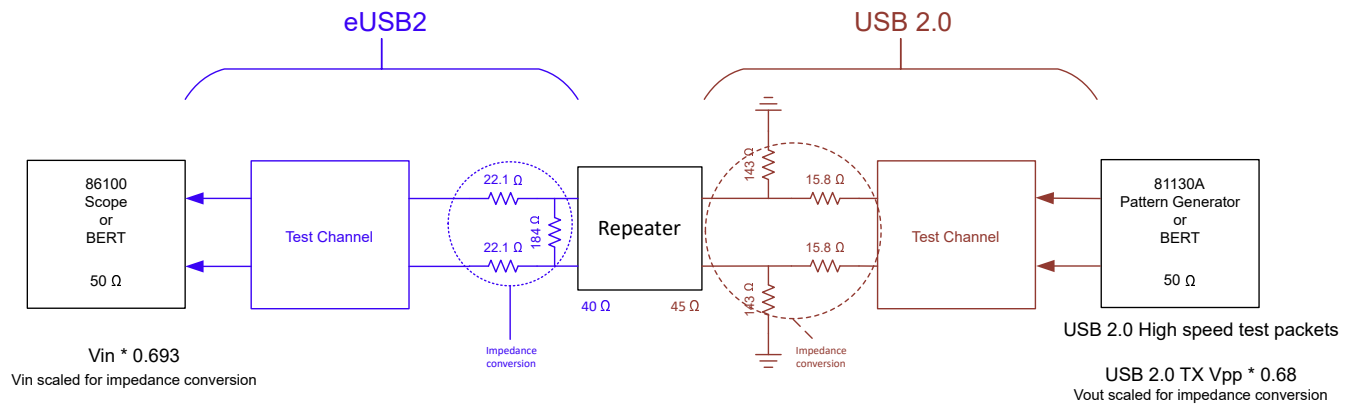 eUSB2
USB 2.0
86100
Scope
or
BERT
50 Ω
Test Channel
22.1 Ω
184 Ω
22.1 Ω
Impedance
conversion
Repeater
40 Ω
45 Ω
143 Ω
15.8 Ω
15.8 Ω
143 Ω
Impedance
conversion
Test Channel
81130A
Pattern Generator
or
BERT
50 Ω
Vin * 0.693
Vin scaled for impedance conversion
USB 2.0 High speed test packets
USB 2.0 TX Vpp * 0.68
Vout scaled for impedance conversion